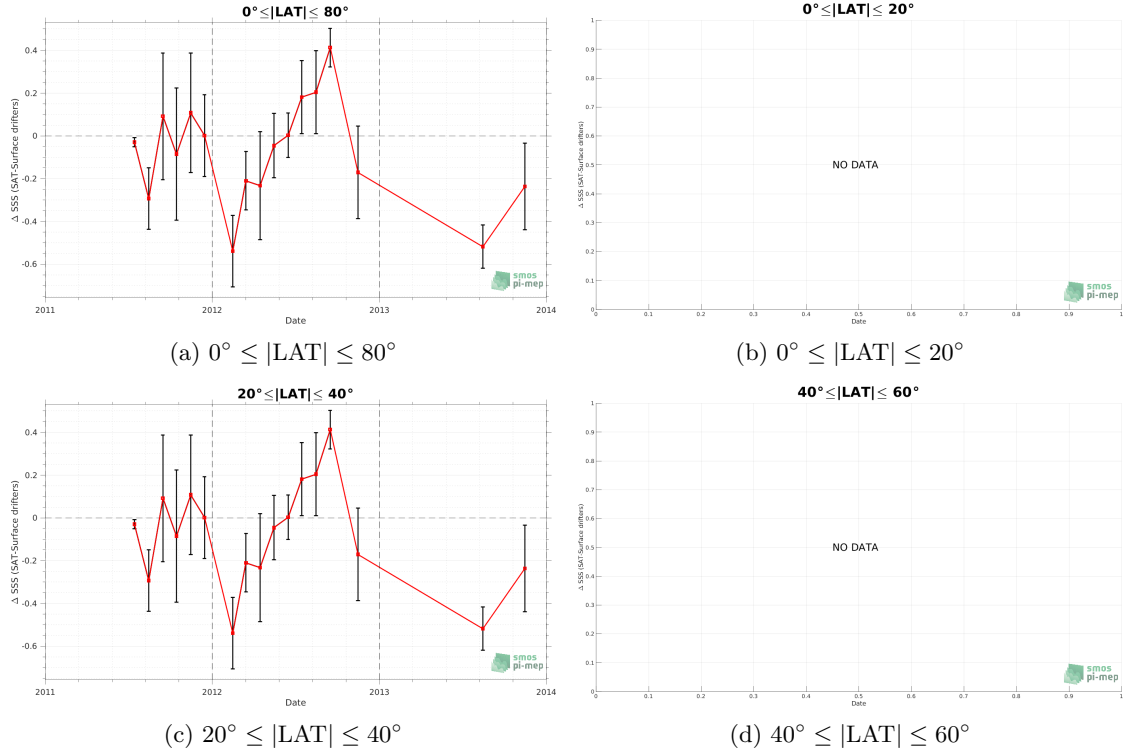 0°≤|LAT|≤ 80°
Δ SSS (SAT-Surface drifters)
0.4
0.2
0
-0.2
-0.4
-0.6
smos
pi-mep
2011
2012
2013
2014
Date
(a) 0° ≤ |LAT| ≤ 80°
0°≤|LAT|≤ 20°
Δ SSS (SAT-Surface drifters)
1
0.9
0.8
0.7
0.6
0.5
0.4
0.3
0.2
0.1
0
NO DATA
smos
pi-mep
0
0.1
0.2
0.3
0.4
0.5
0.6
0.7
0.8
0.9
1
Date
(b) 0° ≤ |LAT| ≤ 20°
20°≤|LAT|≤ 40°
Δ SSS (SAT-Surface drifters)
0.4
0.2
0
-0.2
-0.4
-0.6
smos
pi-mep
2011
2012
2013
2014
Date
(c) 20° ≤ |LAT| ≤ 40°
40°≤|LAT|≤ 60°
Δ SSS (SAT-Surface drifters)
1
0.9
0.8
0.7
0.6
0.5
0.4
0.3
0.2
0.1
0
NO DATA
smos
pi-mep
0
0.1
0.2
0.3
0.4
0.5
0.6
0.7
0.8
0.9
1
Date
(d) 40° ≤ |LAT| ≤ 60°